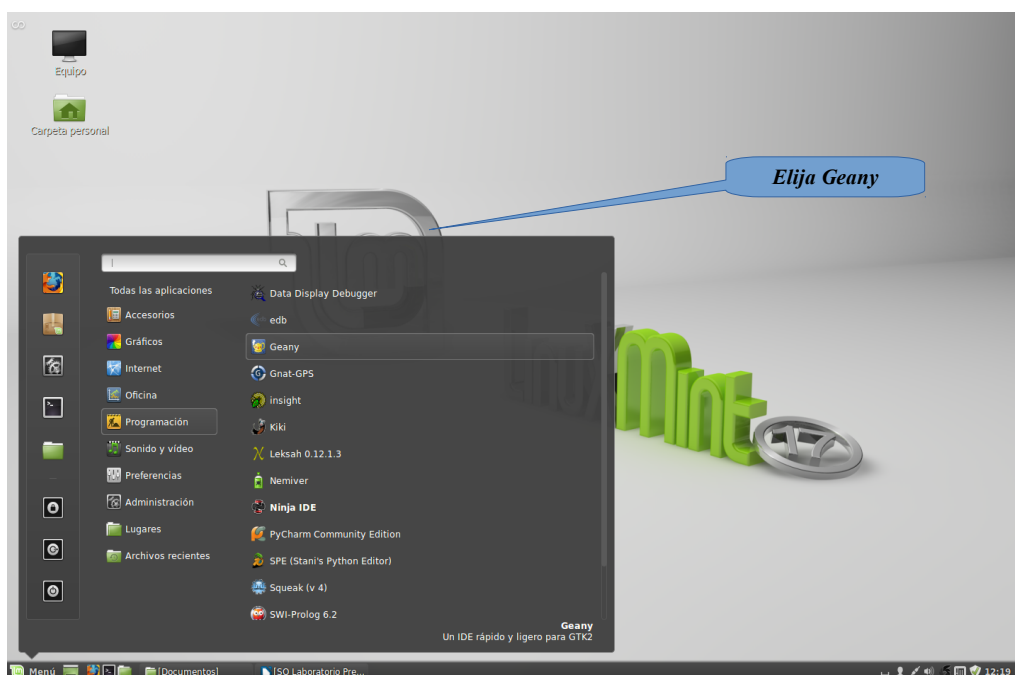 Equipo
Carpeta personal
Elija Geany
Todas las aplicaciones
Accesorios
Gráficos
Internet
Oficina
Programación
Sonido y vídeo
Preferencias
Administración
Lugares
Archivos recientes
Data Display Debugger
edb
Geany
Gnat-GPS
insight
Kiki
Leksah 0.12.1.3
Nemiver
Ninja IDE
PyCharm Community Edition
SPE (Stani's Python Editor)
Squeak (v 4)
SWI-Prolog 6.2
Geany
Un IDE rápido y ligero para GTK2
Mint
17
Menú
[Documentos]
[SO Laboratorio Pre...
12:19